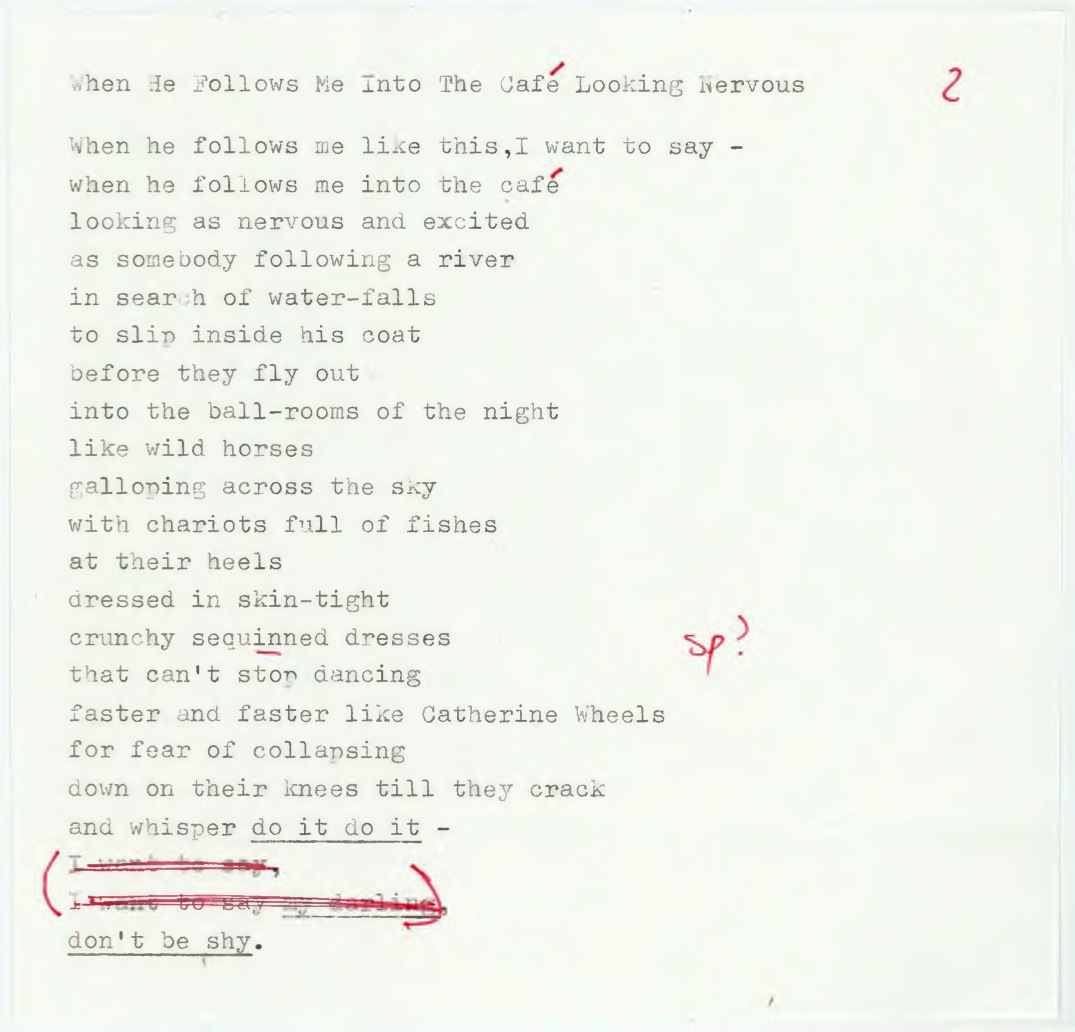 When He Follows Me Into The Café Looking Nervous
2
When he follows me like this,I want to say -
when he follows me into the café
looking as nervous and excited
as somebody following a river
in search of water-falls
to slip inside his coat
before they fly out
into the ball-rooms of the night
like wild horses
galloping across the sky
with chariots full of fishes
at their heels
dressed in skin-tight
crunchy sequinned dresses
sp?
that can't stop dancing
faster and faster like Catherine Wheels
for fear of collapsing
down on their knees till they crack
and whisper do it do it -
I want to say,
I want to say my darling,
don't be shy.